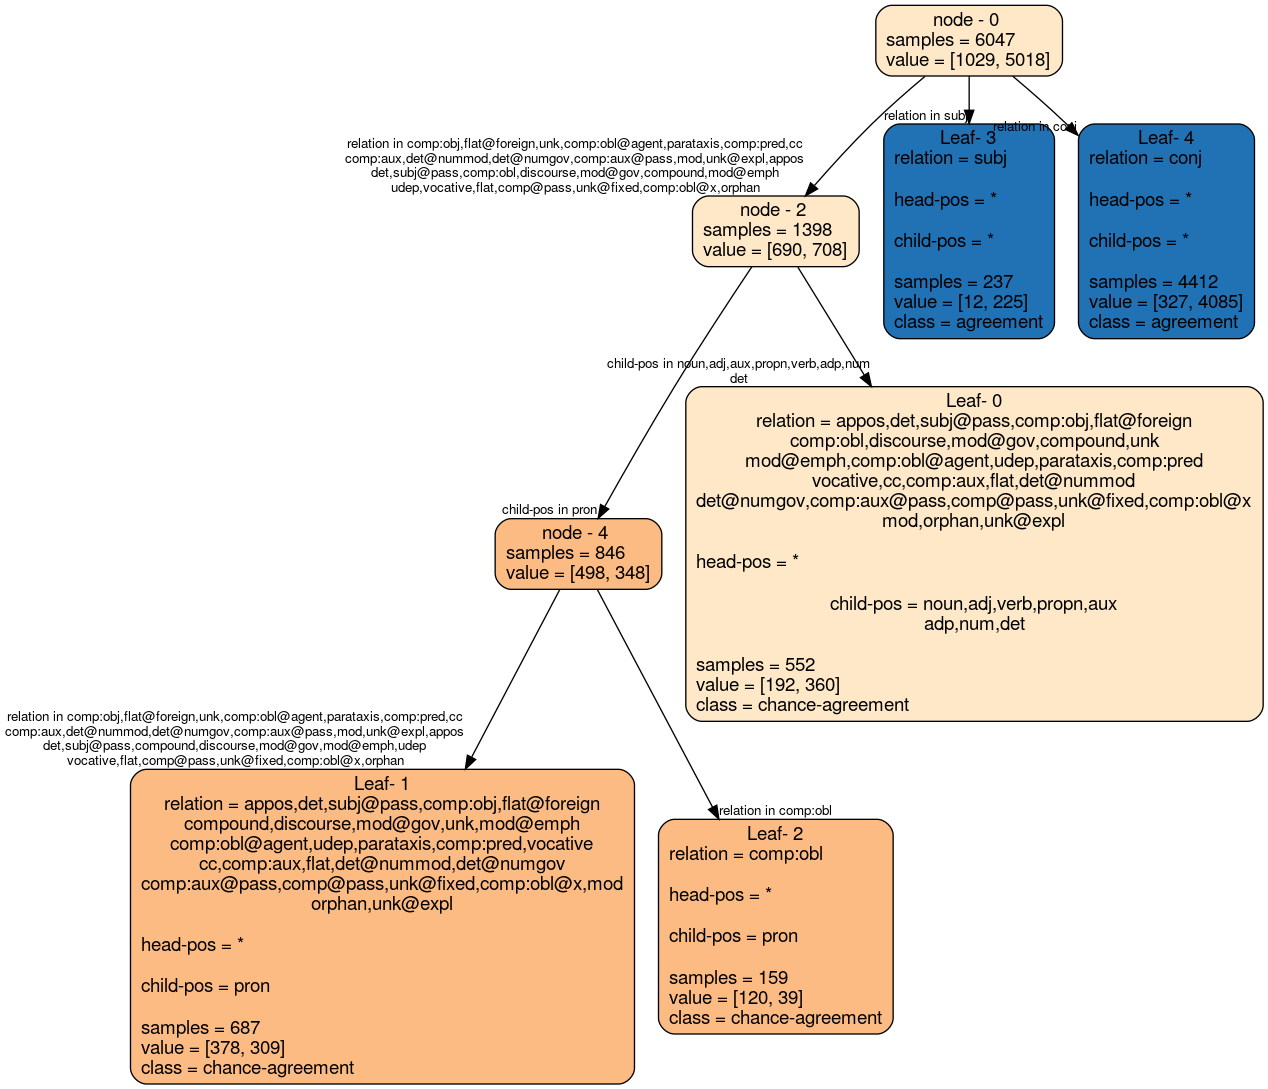 node - 0
samples = 6047
value = [1029, 5018]
relation in comp:obj,flat@foreign,unk,comp:obl@agent,parataxis,comp:pred,cc
comp:aux,det@nummod,det@numgov,comp:aux@pass,mod,unk@expl,appos
det,subj@pass,comp:obl,discourse,mod@gov,compound,mod@emph
udep,vocative,flat,comp@pass,unk@fixed,comp:obl@x,orphan
relation in subj
relation in conj
node - 2
samples = 1398
value = [690, 708]
Leaf- 3
relation = subj
head-pos = *
child-pos = *
samples = 237
value = [12, 225]
class = agreement
Leaf- 4
relation = conj
head-pos = *
child-pos = *
samples = 4412
value = [327, 4085]
class = agreement
child-pos in noun,adj,aux,propn,verb,adp,num
det
child-pos in pron
node - 4
samples = 846
value = [498, 348]
Leaf- 0
relation = appos,det,subj@pass,comp:obj,flat@foreign
comp:obl,discourse,mod@gov,compound,unk
mod@emph,comp:obl@agent,udep,parataxis,comp:pred
vocative,cc,comp:aux,flat,det@nummod
det@numgov,comp:aux@pass,comp@pass,unk@fixed,comp:obl@x
mod,orphan,unk@expl
head-pos = *
child-pos = noun,adj,verb,propn,aux
adp,num,det
samples = 552
value = [192, 360]
class = chance-agreement
relation in comp:obj,flat@foreign,unk,comp:obl@agent,parataxis,comp:pred,cc
comp:aux,det@nummod,det@numgov,comp:aux@pass,mod,unk@expl,appos
det,subj@pass,compound,discourse,mod@gov,mod@emph,udep
vocative,flat,comp@pass,unk@fixed,comp:obl@x,orphan
relation in comp:obl
Leaf- 1
relation = appos,det,subj@pass,comp:obj,flat@foreign
compound,discourse,mod@gov,unk,mod@emph
comp:obl@agent,udep,parataxis,comp:pred,vocative
cc,comp:aux,flat,det@nummod,det@numgov
comp:aux@pass,comp@pass,unk@fixed,comp:obl@x,mod
orphan,unk@expl
head-pos = *
child-pos = pron
samples = 687
value = [378, 309]
class = chance-agreement
Leaf- 2
relation = comp:obl
head-pos = *
child-pos = pron
samples = 159
value = [120, 39]
class = chance-agreement